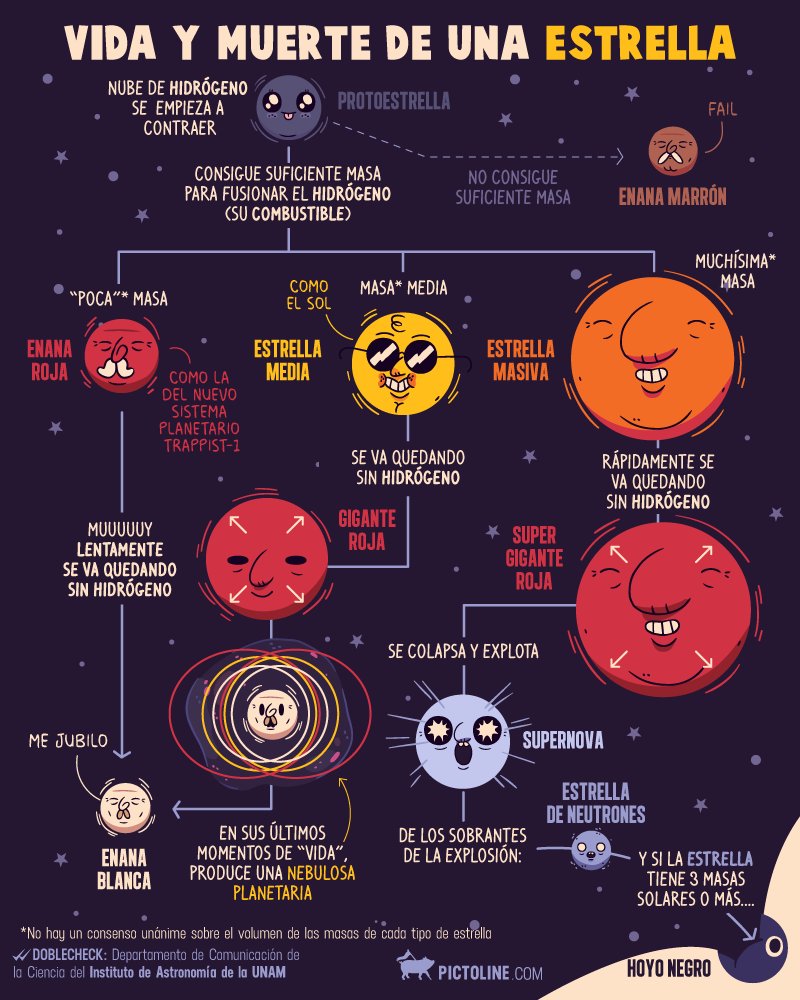 VIDA Y MUERTE DE UNA ESTRELLA
NUBE DE HIDRÓGENO
SE EMPIEZA A
CONTRAER
PROTOESTRELLA
FAIL
NO CONSIGUE
SUFICIENTE MASA
ENANA MARRÓN
CONSIGUE SUFICIENTE MASA
PARA FUSIONAR EL HIDRÓGENO
(SU COMBUSTIBLE)
"POCA"* MASA
ENANA
ROJA
COMO LA
DEL NUEVO
SISTEMA
PLANETARIO
TRAPPIST-1
COMO
EL SOL
MASA* MEDIA
ESTRELLA
MEDIA
MUCHÍSIMA*
MASA
ESTRELLA
MASIVA
SE VA QUEDANDO
SIN HIDRÓGENO
RÁPIDAMENTE SE
VA QUEDANDO
SIN HIDRÓGENO
MUUUUUY
LENTAMENTE
SE VA QUEDANDO
SIN HIDRÓGENO
GIGANTE
ROJA
SUPER
GIGANTE
ROJA
SE COLAPSA Y EXPLOTA
SUPERNOVA
ME JUBILO
ENANA
BLANCA
EN SUS ÚLTIMOS
MOMENTOS DE "VIDA",
PRODUCE UNA NEBULOSA
PLANETARIA
DE LOS SOBRANTES
DE LA EXPLOSIÓN:
ESTRELLA
DE NEUTRONES
Y SI LA ESTRELLA
TIENE 3 MASAS
SOLARES O MÁS....
HOYO NEGRO
*No hay un consenso unánime sobre el volumen de las masas de cada tipo de estrella
DOBLECHECK: Departamento de Comunicación de
la Ciencia del Instituto de Astronomía de la UNAM
PICTOLINE.COM